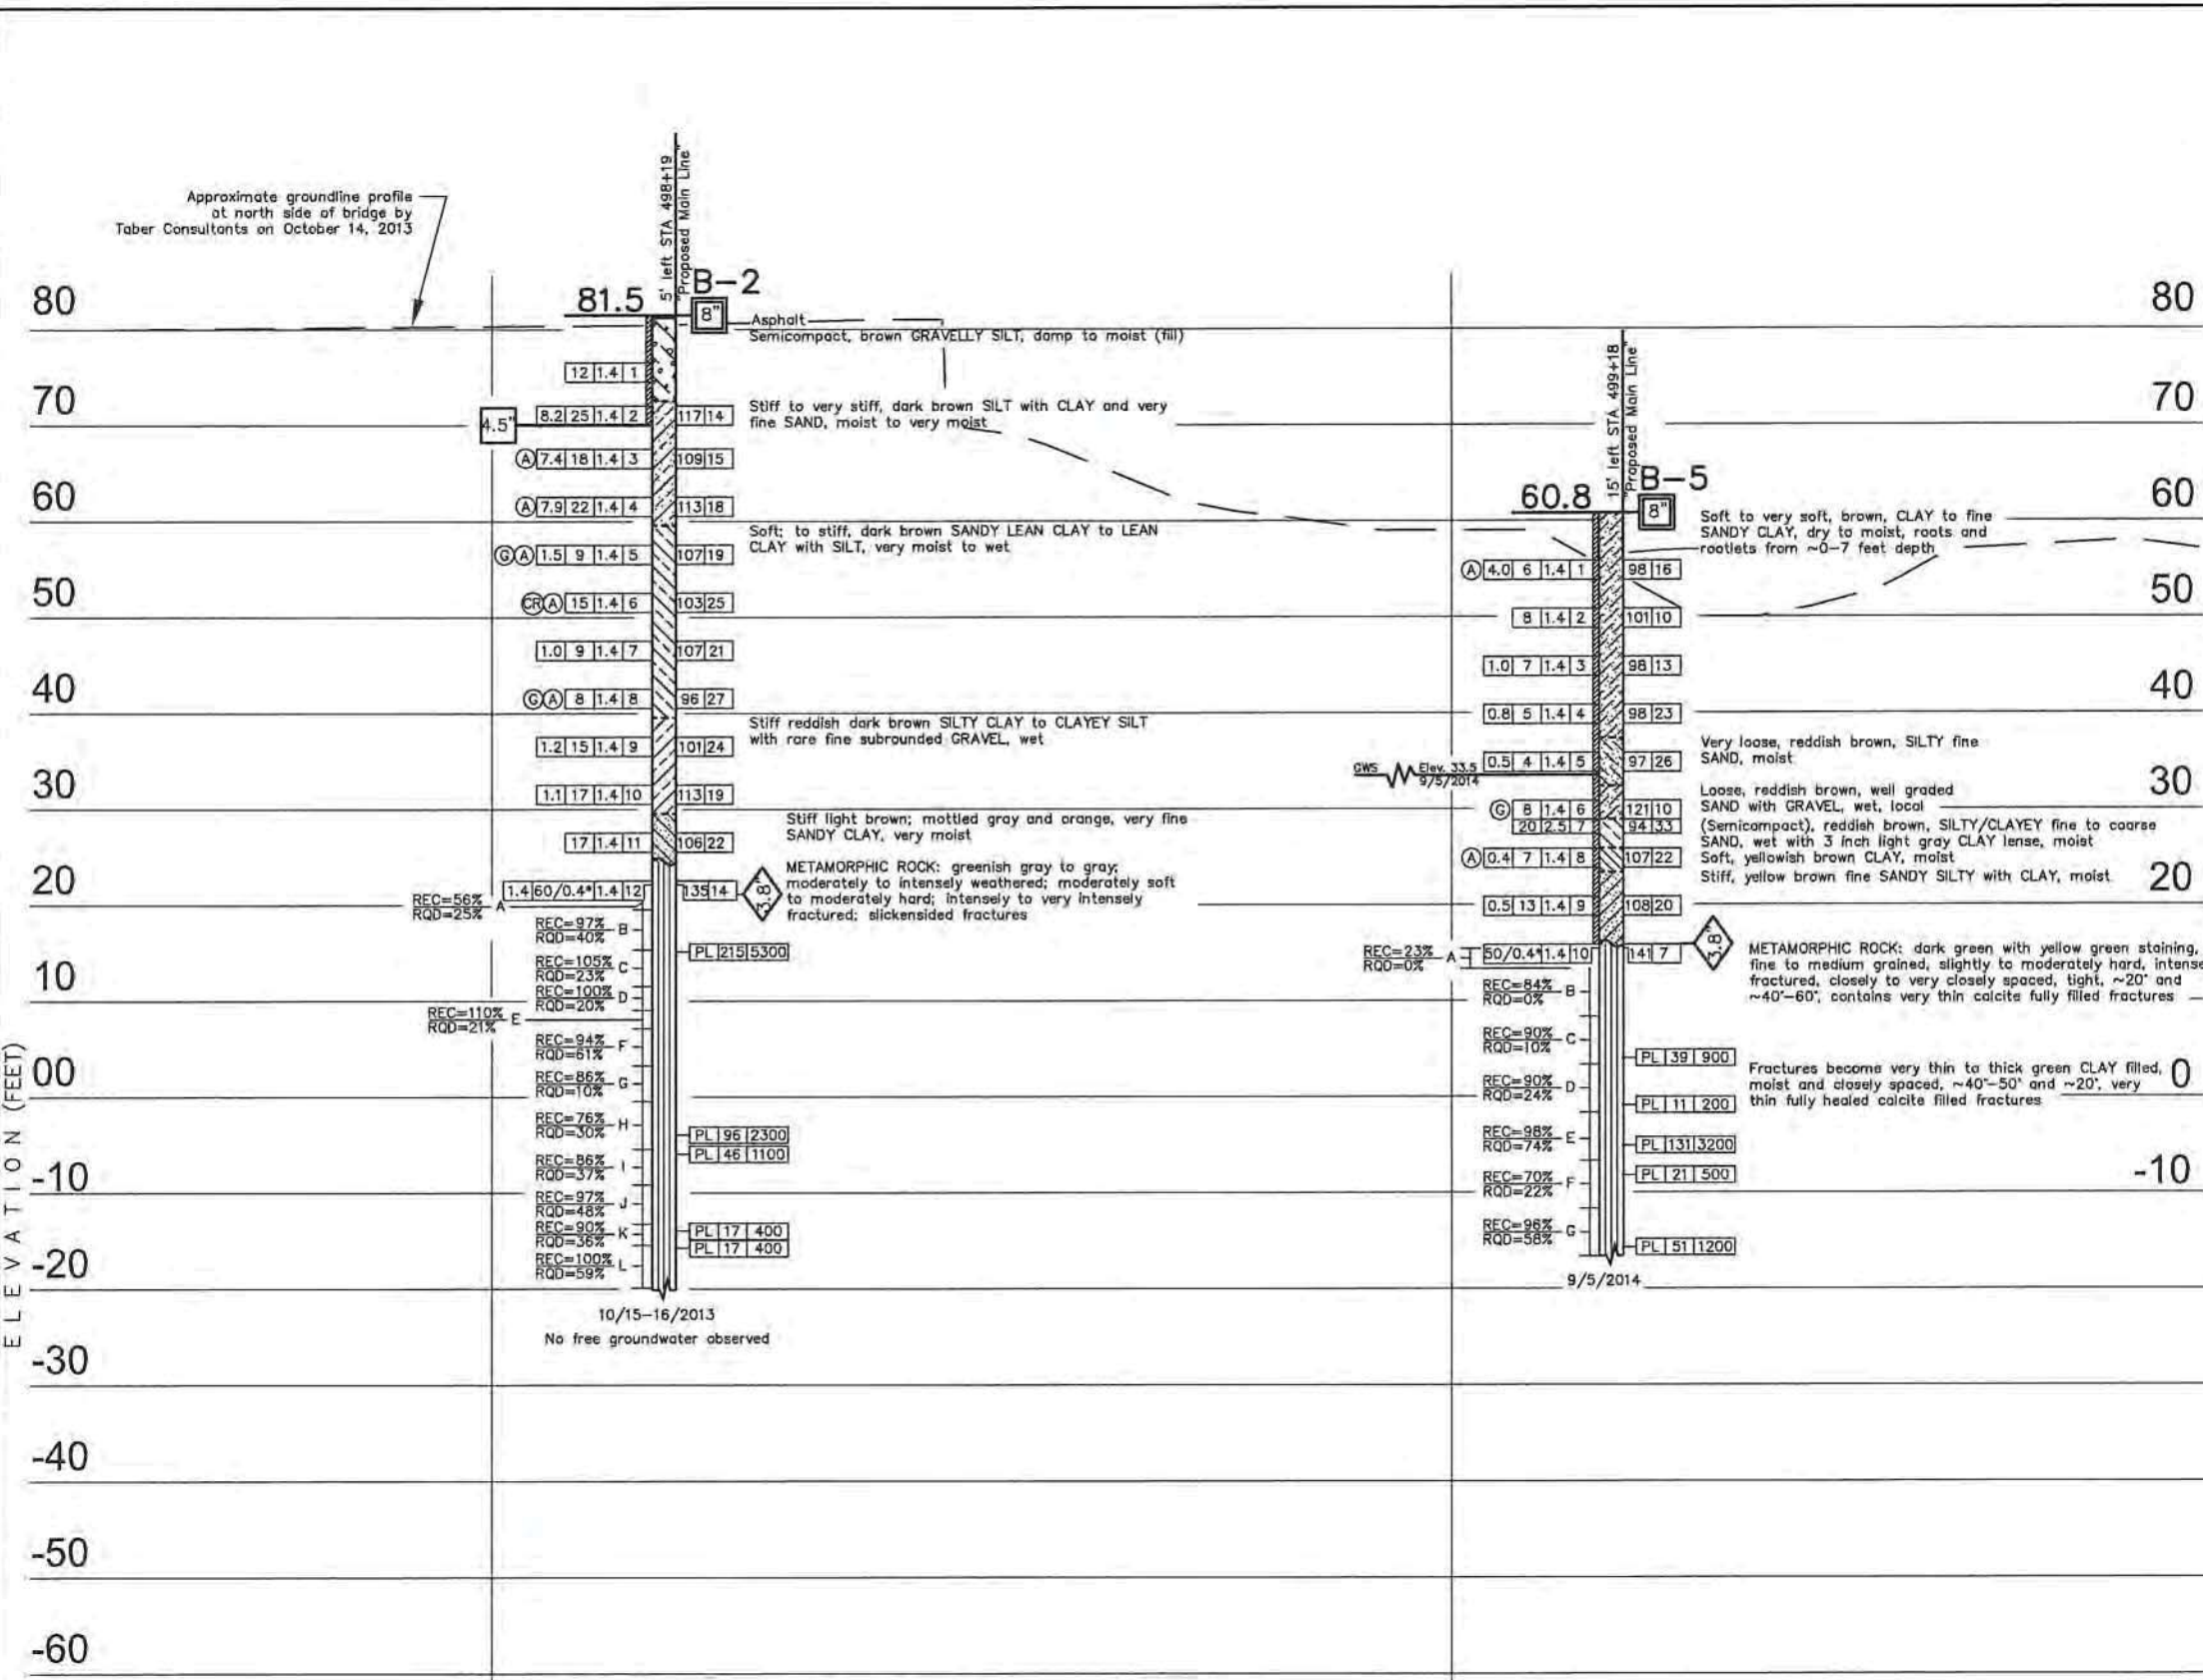 Approximate groundline profile
at north side of bridge by
Taber Consultants on October 14, 2013
ELEVATION (FEET)
80
70
60
50
40
30
20
10
00
-10
-20
-30
-40
-50
-60
5' left STA 498+19
"Proposed Main Line"
81.5
B-2
8"
Asphalt
Semicompact, brown GRAVELLY SILT, damp to moist (fill)
12 1.4 1
4.5"
8.2 25 1.4 2
117 14
Stiff to very stiff, dark brown SILT with CLAY and very
fine SAND, moist to very moist
A 7.4 18 1.4 3
109 15
A 7.9 22 1.4 4
113 18
Soft; to stiff, dark brown SANDY LEAN CLAY to LEAN
CLAY with SILT, very moist to wet
G A 1.5 9 1.4 5
107 19
CR A 15 1.4 6
103 25
1.0 9 1.4 7
107 21
G A 8 1.4 8
96 27
Stiff reddish dark brown SILTY CLAY to CLAYEY SILT
with rare fine subrounded GRAVEL, wet
1.2 15 1.4 9
101 24
1.1 17 1.4 10
113 19
Stiff light brown; mottled gray and orange, very fine
SANDY CLAY, very moist
17 1.4 11
106 22
METAMORPHIC ROCK: greenish gray to gray;
moderately to intensely weathered; moderately soft
to moderately hard; intensely to very intensely
fractured; slickensided fractures
1.4 60/0.4* 1.4 12
135 14
3.8"
REC=56%
RQD=25%
A
REC=97%
RQD=40%
B
PL 215 5300
REC=105%
RQD=23%
C
REC=100%
RQD=20%
D
REC=110%
RQD=21%
E
REC=94%
RQD=61%
F
REC=86%
RQD=10%
G
REC=76%
RQD=30%
H
PL 96 2300
PL 46 1100
REC=86%
RQD=37%
I
REC=97%
RQD=48%
J
REC=90%
RQD=36%
K
PL 17 400
PL 17 400
REC=100%
RQD=59%
L
10/15-16/2013
No free groundwater observed
15' left STA 499+18
"Proposed Main Line"
60.8
B-5
8"
Soft to very soft, brown, CLAY to fine
SANDY CLAY, dry to moist, roots and
rootlets from ~0-7 feet depth
A 4.0 6 1.4 1
98 16
8 1.4 2
101 10
1.0 7 1.4 3
98 13
0.8 5 1.4 4
98 23
Very loose, reddish brown, SILTY fine
SAND, moist
GWS
Elev. 33.5
9/5/2014
0.5 4 1.4 5
97 26
Loose, reddish brown, well graded
SAND with GRAVEL, wet, local
G 8 1.4 6
121 10
20 2.5 7
94 33
(Semicompact), reddish brown, SILTY/CLAYEY fine to coarse
SAND, wet with 3 inch light gray CLAY lense, moist
A 0.4 7 1.4 8
107 22
Soft, yellowish brown CLAY, moist
Stiff, yellow brown fine SANDY SILTY with CLAY, moist
0.5 13 1.4 9
108 20
3.8"
REC=23%
RQD=0%
A
50/0.4* 1.4 10
141 7
METAMORPHIC ROCK: dark green with yellow green staining,
fine to medium grained, slightly to moderately hard, intense
fractured, closely to very closely spaced, tight, ~20° and
~40°-60°, contains very thin calcite fully filled fractures
REC=84%
RQD=0%
B
REC=90%
RQD=10%
C
PL 39 900
Fractures become very thin to thick green CLAY filled,
moist and closely spaced, ~40°-50° and ~20°, very
thin fully healed calcite filled fractures
REC=90%
RQD=24%
D
PL 11 200
REC=98%
RQD=74%
E
PL 131 3200
REC=70%
RQD=22%
F
PL 21 500
REC=96%
RQD=58%
G
PL 51 1200
9/5/2014
80
70
60
50
40
30
20
0
-10